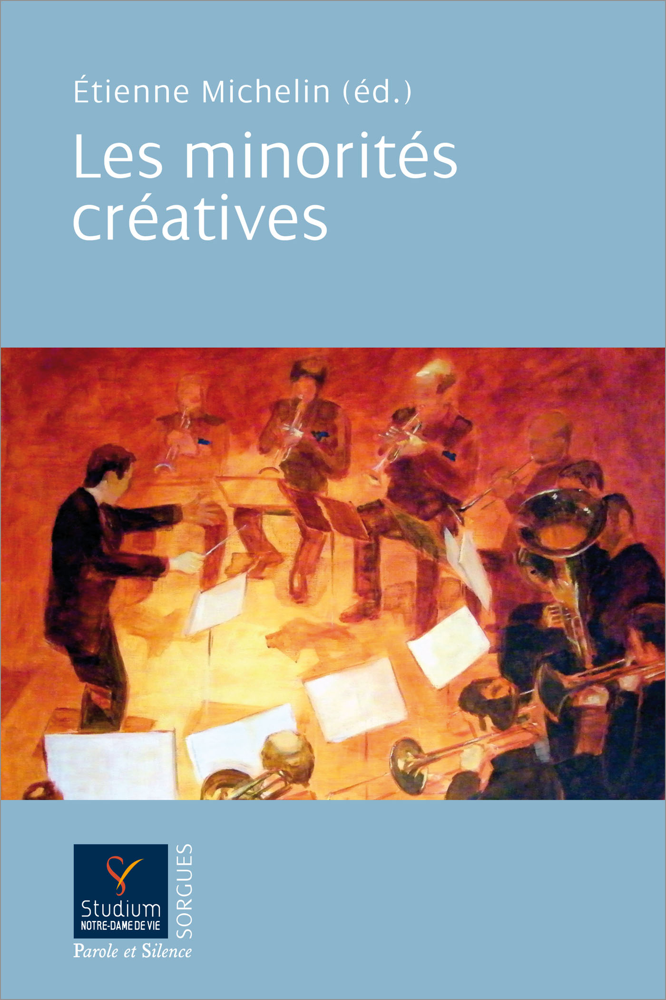 Étienne Michelin (éd.)
Les minorités
créatives
Studium
NOTRE-DAME DE VIE
SORGUES
Parole et Silence